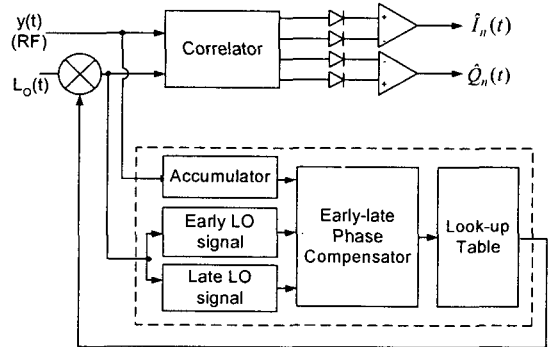 y(t)
(RF)
L_O(t)
Correlator
+
-
Î_n(t)
-
+
Q̂_n(t)
Accumulator
Early LO
signal
Late LO
signal
Early-late
Phase
Compensator
Look-up
Table